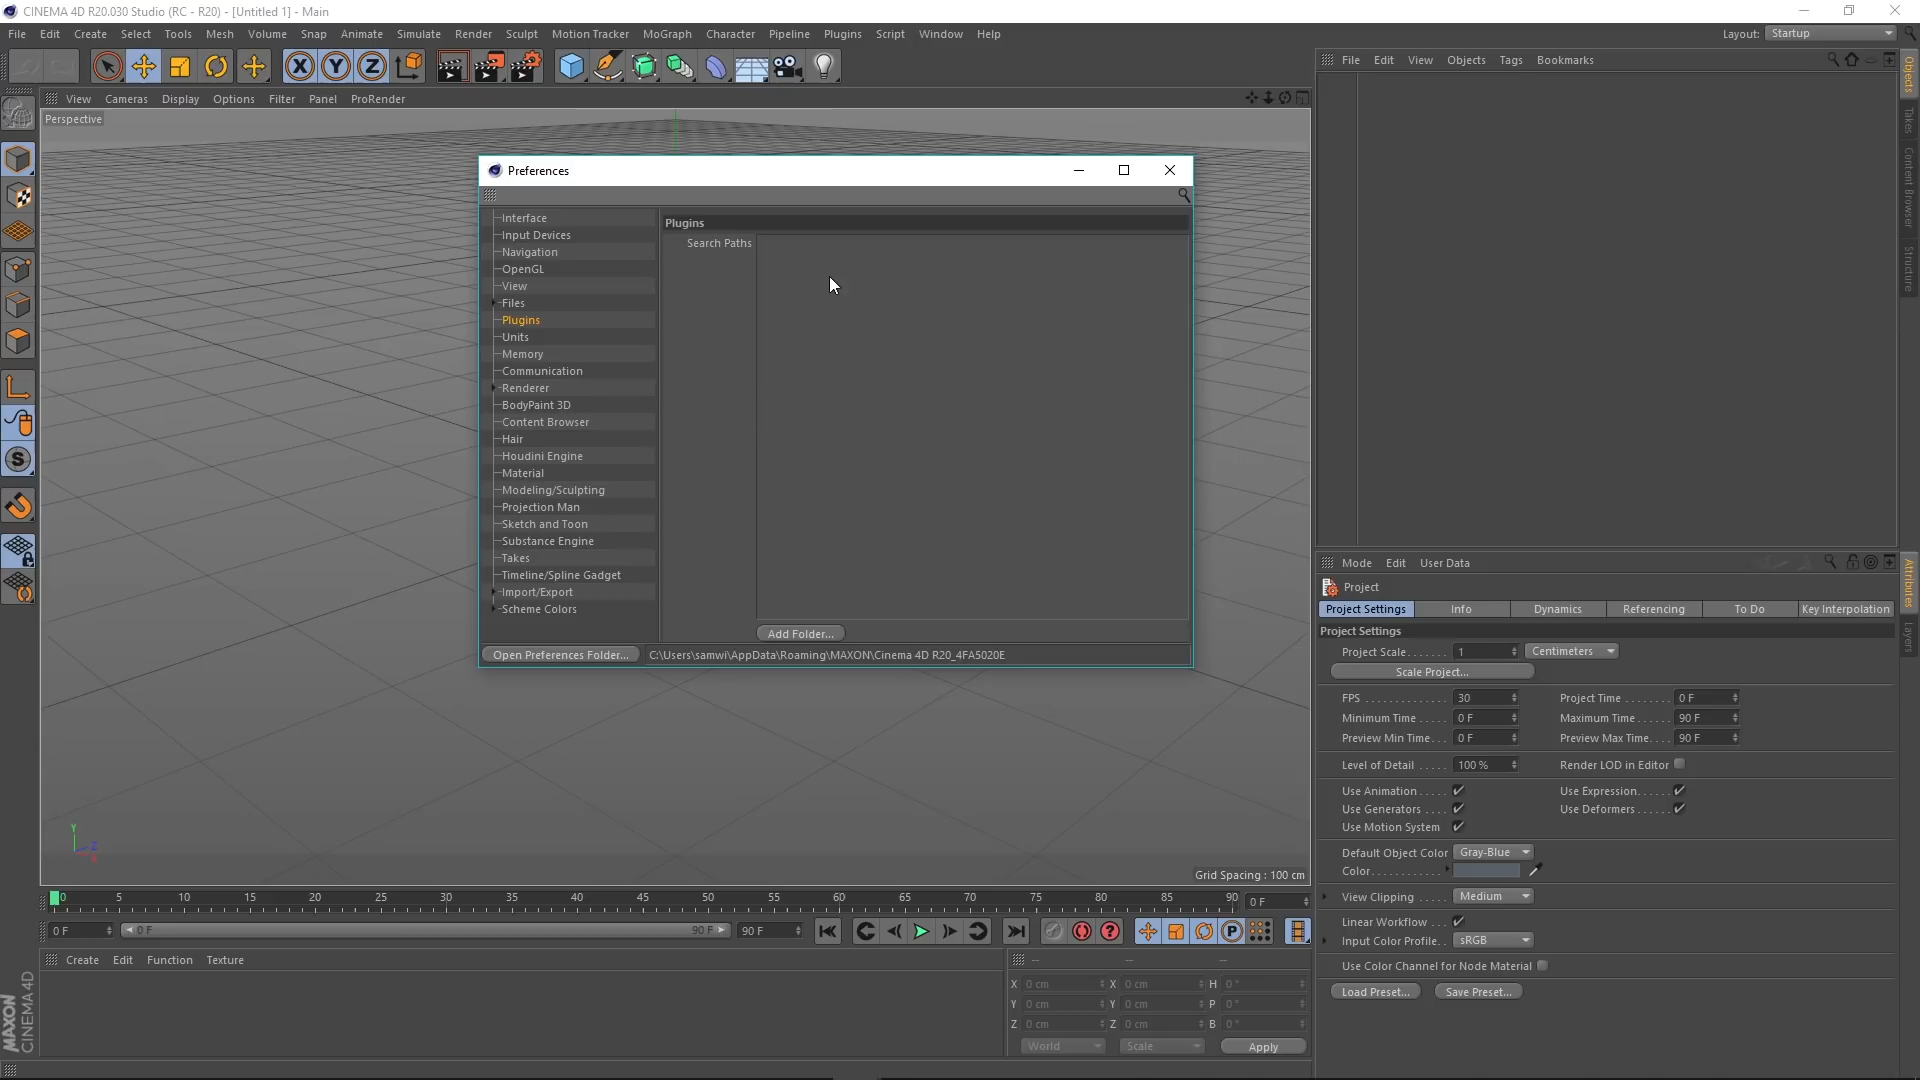 CINEMA 4D R20.030 Studio (RC - R20) - [Untitled 1] - Main
File Edit Create Select Tools Mesh Volume Snap Animate Simulate Render Sculpt Motion Tracker MoGraph Character Pipeline Plugins Script Window Help
Layout: Startup
View Cameras Display Options Filter Panel ProRender
Perspective
Preferences
Interface
Input Devices
Navigation
OpenGL
View
Files
Plugins
Units
Memory
Communication
Renderer
BodyPaint 3D
Content Browser
Hair
Houdini Engine
Material
Modeling/Sculpting
Projection Man
Sketch and Toon
Substance Engine
Takes
Timeline/Spline Gadget
Import/Export
Scheme Colors
Plugins
Search Paths
Add Folder...
Open Preferences Folder... C:\Users\samwi\AppData\Roaming\MAXON\Cinema 4D R20_4FA5020E
Y
Z
X
Grid Spacing : 100 cm
0 5 10 15 20 25 30 35 40 45 50 55 60 65 70 75 80 85 90 0 F
0 F 0 F 90 F 90 F
Create Edit Function Texture
-- -- --
X 0 cm X 0 cm H 0 °
Y 0 cm Y 0 cm P 0 °
Z 0 cm Z 0 cm B 0 °
World Scale Apply
MAXON
CINEMA 4D
File Edit View Objects Tags Bookmarks
Objects
Takes
Content Browser
Structure
Mode Edit User Data
Project
Project Settings Info Dynamics Referencing To Do Key Interpolation
Project Settings
Project Scale....... 1 Centimeters
Scale Project...
FPS .............. 30 Project Time ........ 0 F
Minimum Time ..... 0 F Maximum Time ..... 90 F
Preview Min Time... 0 F Preview Max Time.... 90 F
Level of Detail ..... 100 % Render LOD in Editor
Use Animation ..... Use Expression.......
Use Generators .... Use Deformers ......
Use Motion System
Default Object Color Gray-Blue
Color............
View Clipping ..... Medium
Linear Workflow ..
Input Color Profile.. sRGB
Use Color Channel for Node Material
Load Preset... Save Preset...
Attributes
Layers